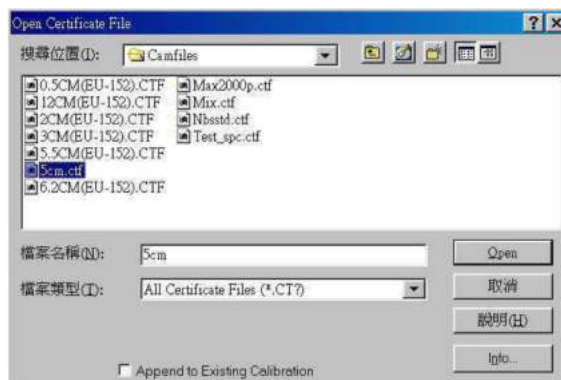 Open Certificate File
搜尋位置(I):
Camfiles
0.5CM(EU-152).CTF
12CM(EU-152).CTF
2CM(EU-152).CTF
3CM(EU-152).CTF
5.5CM(EU-152).CTF
5cm.ctf
6.2CM(EU-152).CTF
Max2000p.ctf
Mix.ctf
Nbsstd.ctf
Test_spc.ctf
檔案名稱(N):
5cm
Open
檔案類型(T):
All Certificate Files (*.CT?)
取消
說明(H)
Append to Existing Calibration
Info...